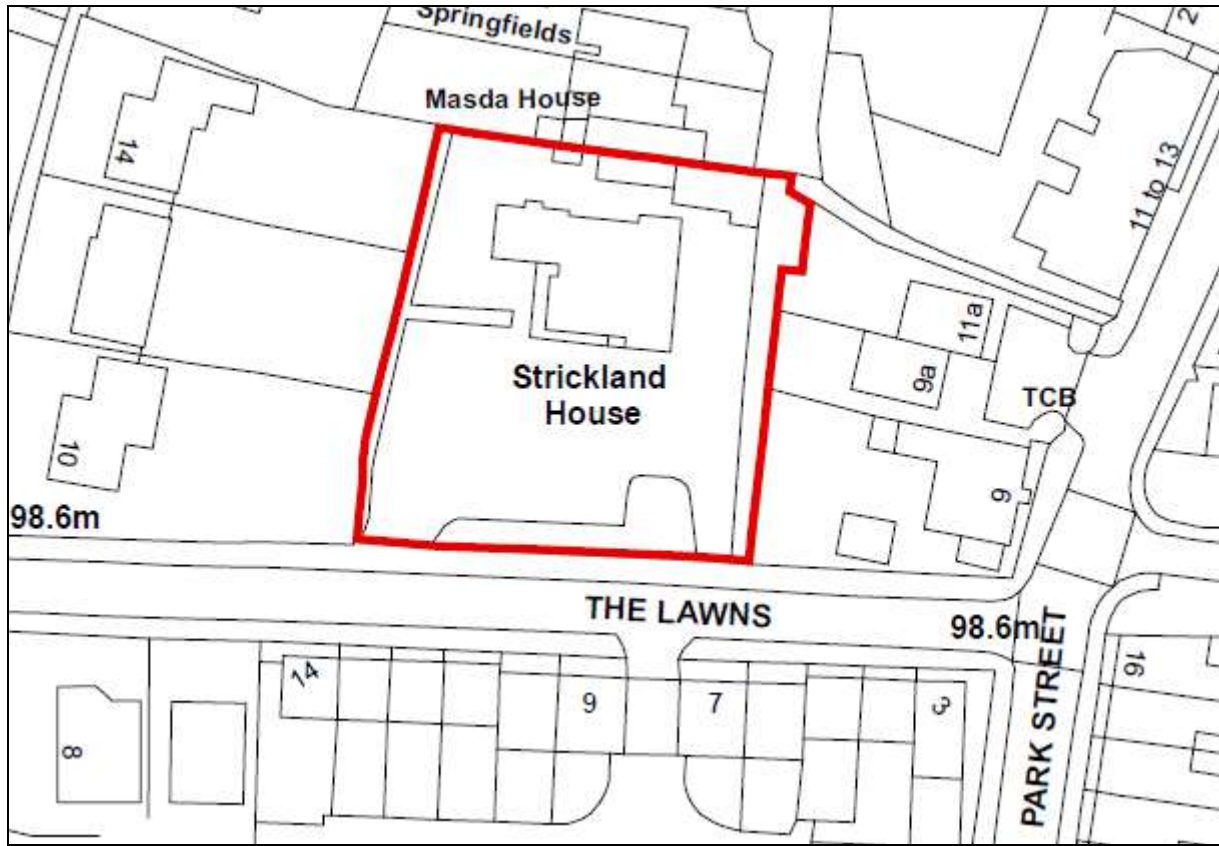 Springfields
2
Masda House
14
11 to 13
11a
9a
Strickland
House
TCB
10
9
98.6m
THE LAWNS
98.6m
PARK STREET
16
14
9
7
3
8